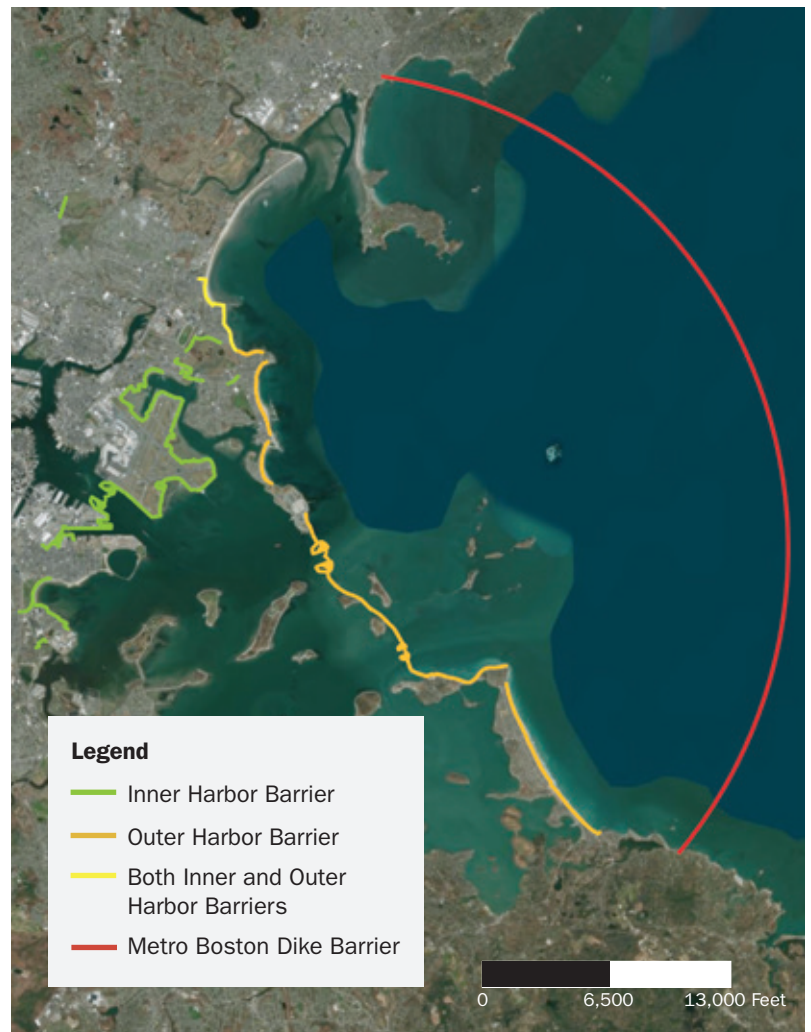 Legend
Inner Harbor Barrier
Outer Harbor Barrier
Both Inner and Outer
Harbor Barriers
Metro Boston Dike Barrier
0 6,500 13,000 Feet